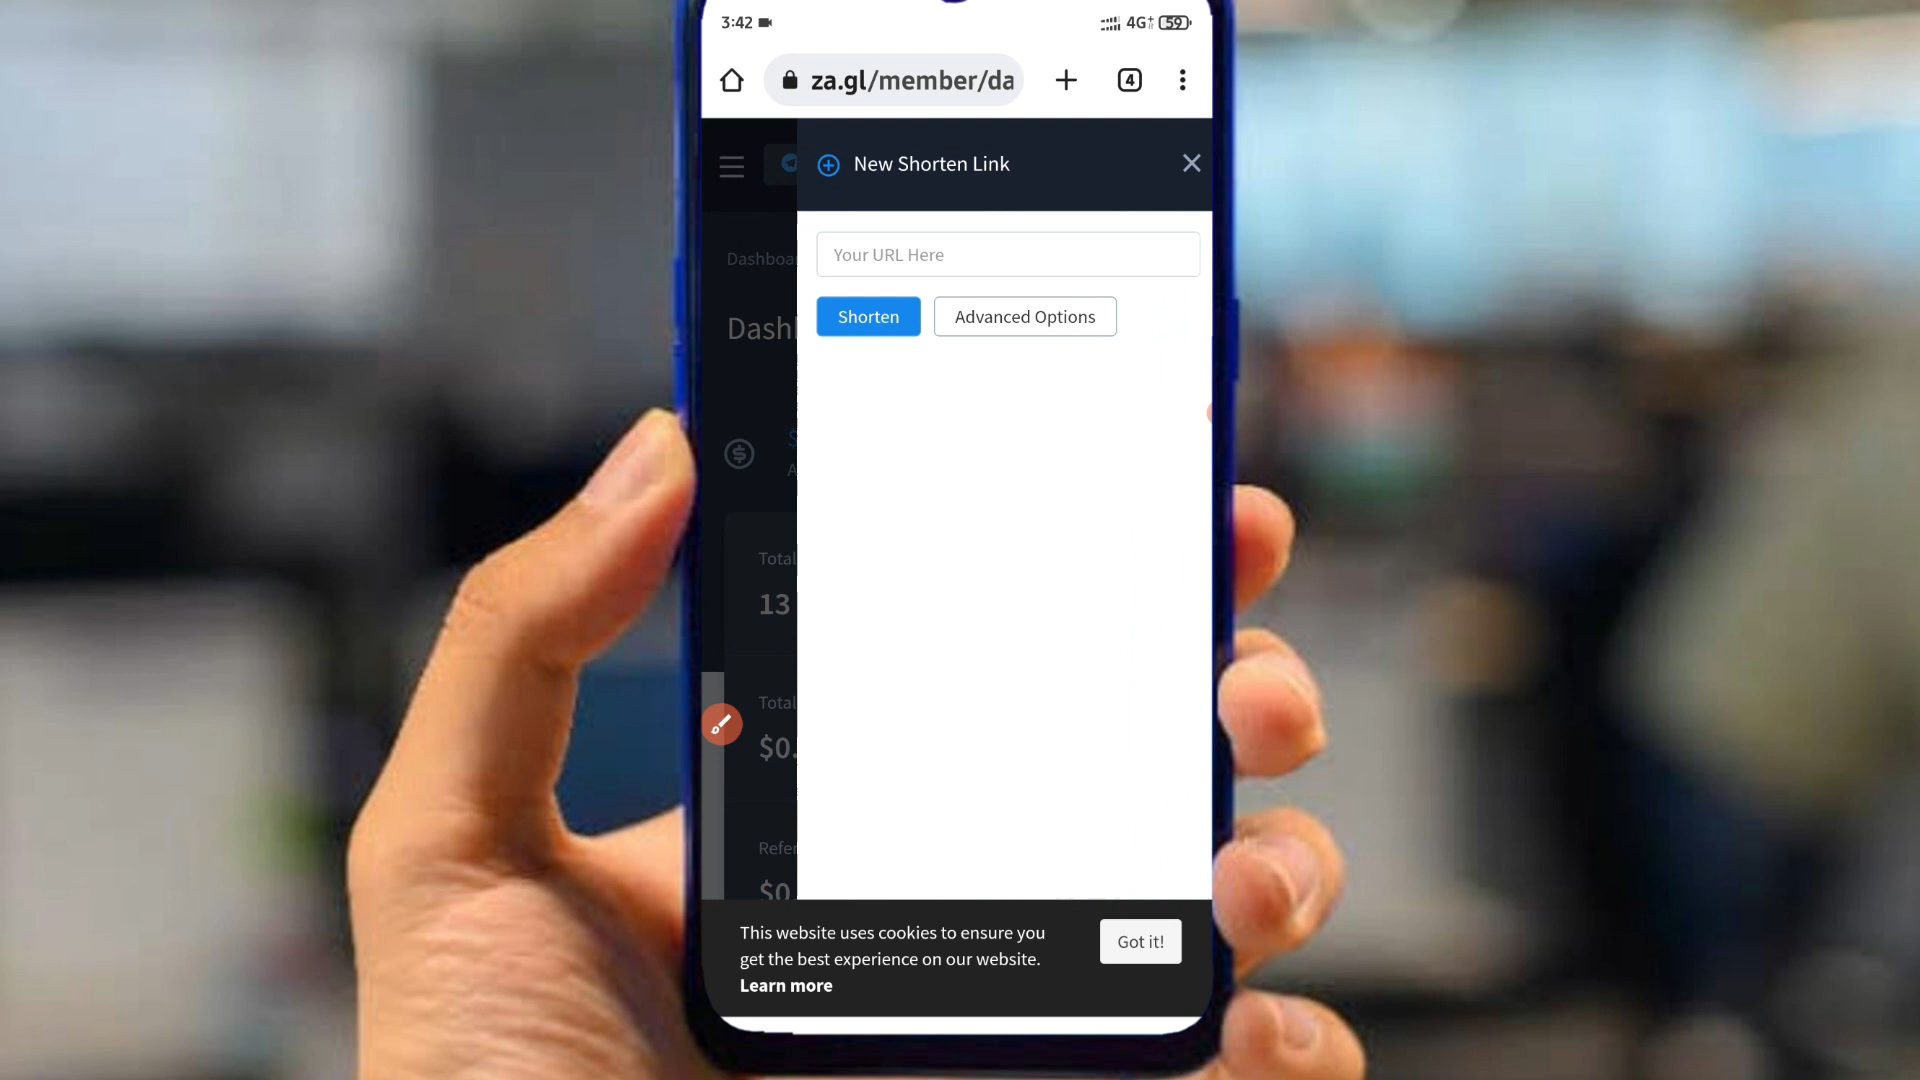 3:42
4G
59
za.gl/member/da
4
New Shorten Link
Your URL Here
Shorten
Advanced Options
Dashboa
Dash
$
A
Total
13
Total
$0.
Refer
$0
This website uses cookies to ensure you
get the best experience on our website.
Learn more
Got it!